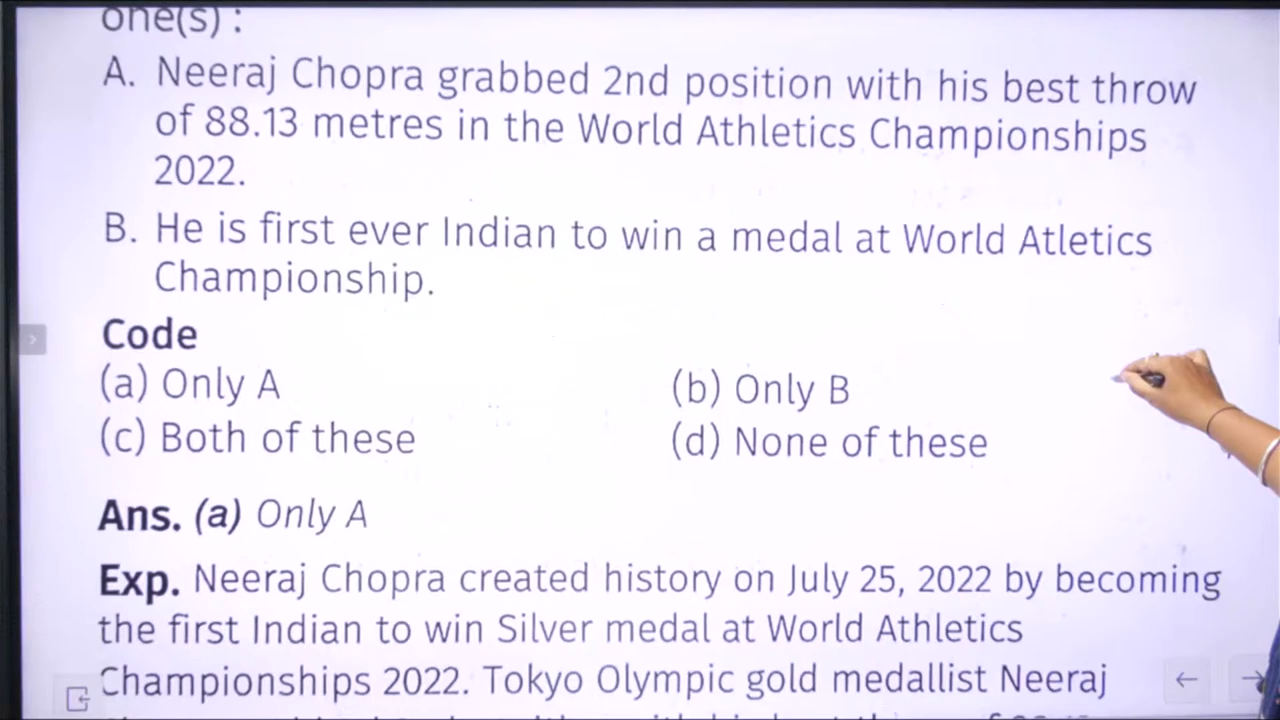 one(s) :
A. Neeraj Chopra grabbed 2nd position with his best throw
of 88.13 metres in the World Athletics Championships
2022.
B. He is first ever Indian to win a medal at World Atletics
Championship.
Code
(a) Only A (b) Only B
(c) Both of these (d) None of these
Ans. (a) Only A
Exp. Neeraj Chopra created history on July 25, 2022 by becoming
the first Indian to win Silver medal at World Athletics
Championships 2022. Tokyo Olympic gold medallist Neeraj